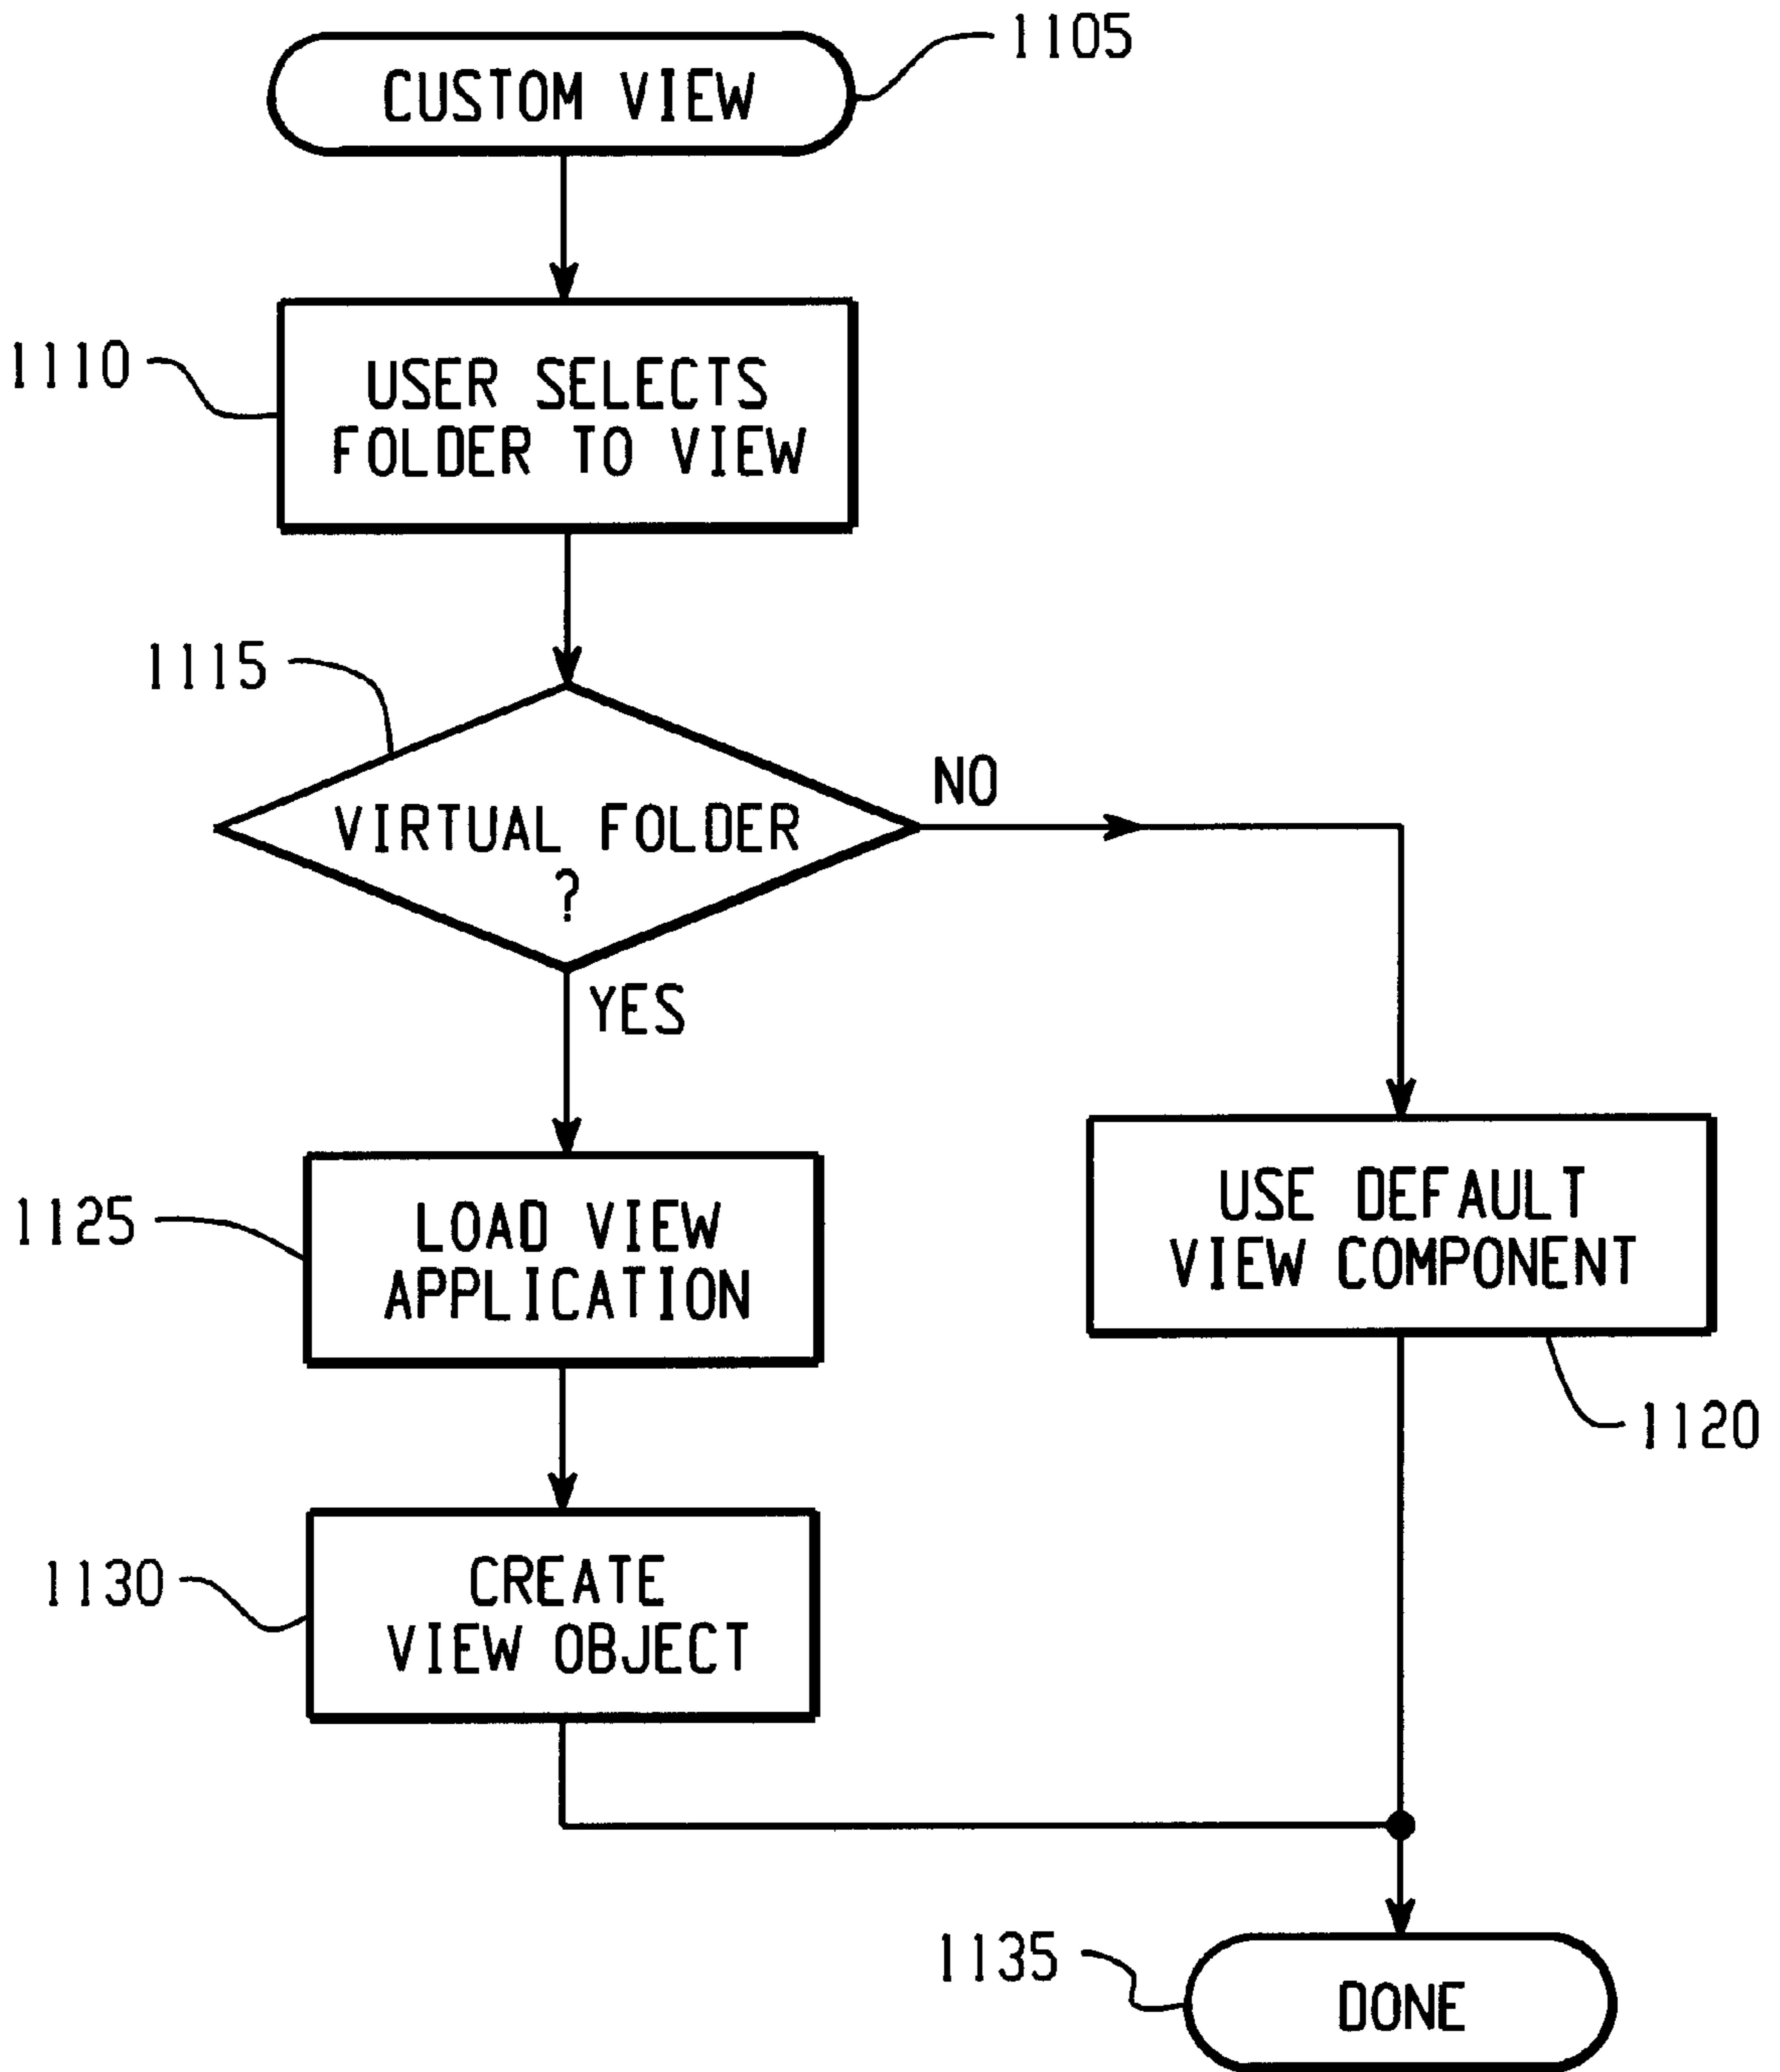 1105
CUSTOM VIEW
1110
USER SELECTS
FOLDER TO VIEW
1115
NO
VIRTUAL FOLDER
?
YES
1125
LOAD VIEW
APPLICATION
USE DEFAULT
VIEW COMPONENT
1120
1130
CREATE
VIEW OBJECT
1135
DONE